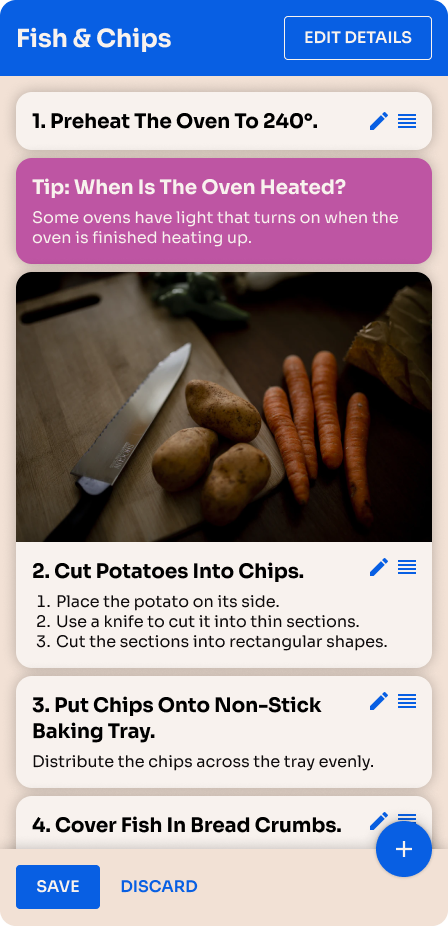 Fish & Chips
EDIT DETAILS
1. Preheat The Oven To 240°.
Tip: When Is The Oven Heated?
Some ovens have light that turns on when the
oven is finished heating up.
2. Cut Potatoes Into Chips.
1. Place the potato on its side.
2. Use a knife to cut it into thin sections.
3. Cut the sections into rectangular shapes.
3. Put Chips Onto Non-Stick
Baking Tray.
Distribute the chips across the tray evenly.
4. Cover Fish In Bread Crumbs.
+
SAVE
DISCARD